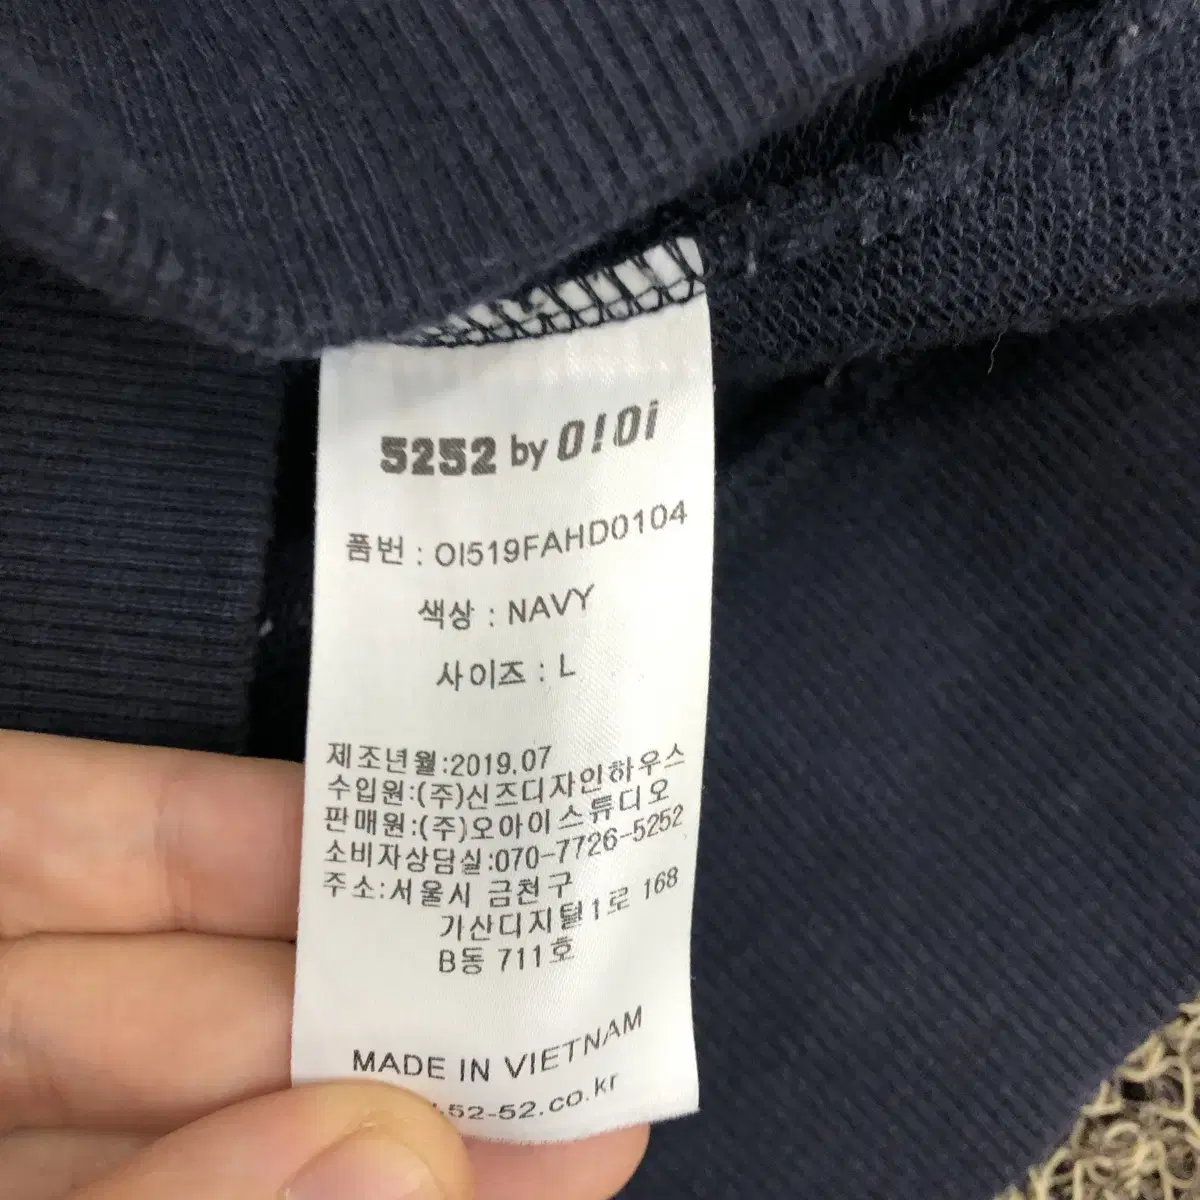 5252 by O!Oi
품번 : OI519FAHD0104
색상 : NAVY
사이즈 : L
제조년월:2019.07
수입원:(주)신즈디자인하우스
판매원:(주)오아이스튜디오
소비자상담실:070-7726-5252
주소:서울시 금천구
가산디지털1로 168
B동 711호
MADE IN VIETNAM
.52-52.co.kr